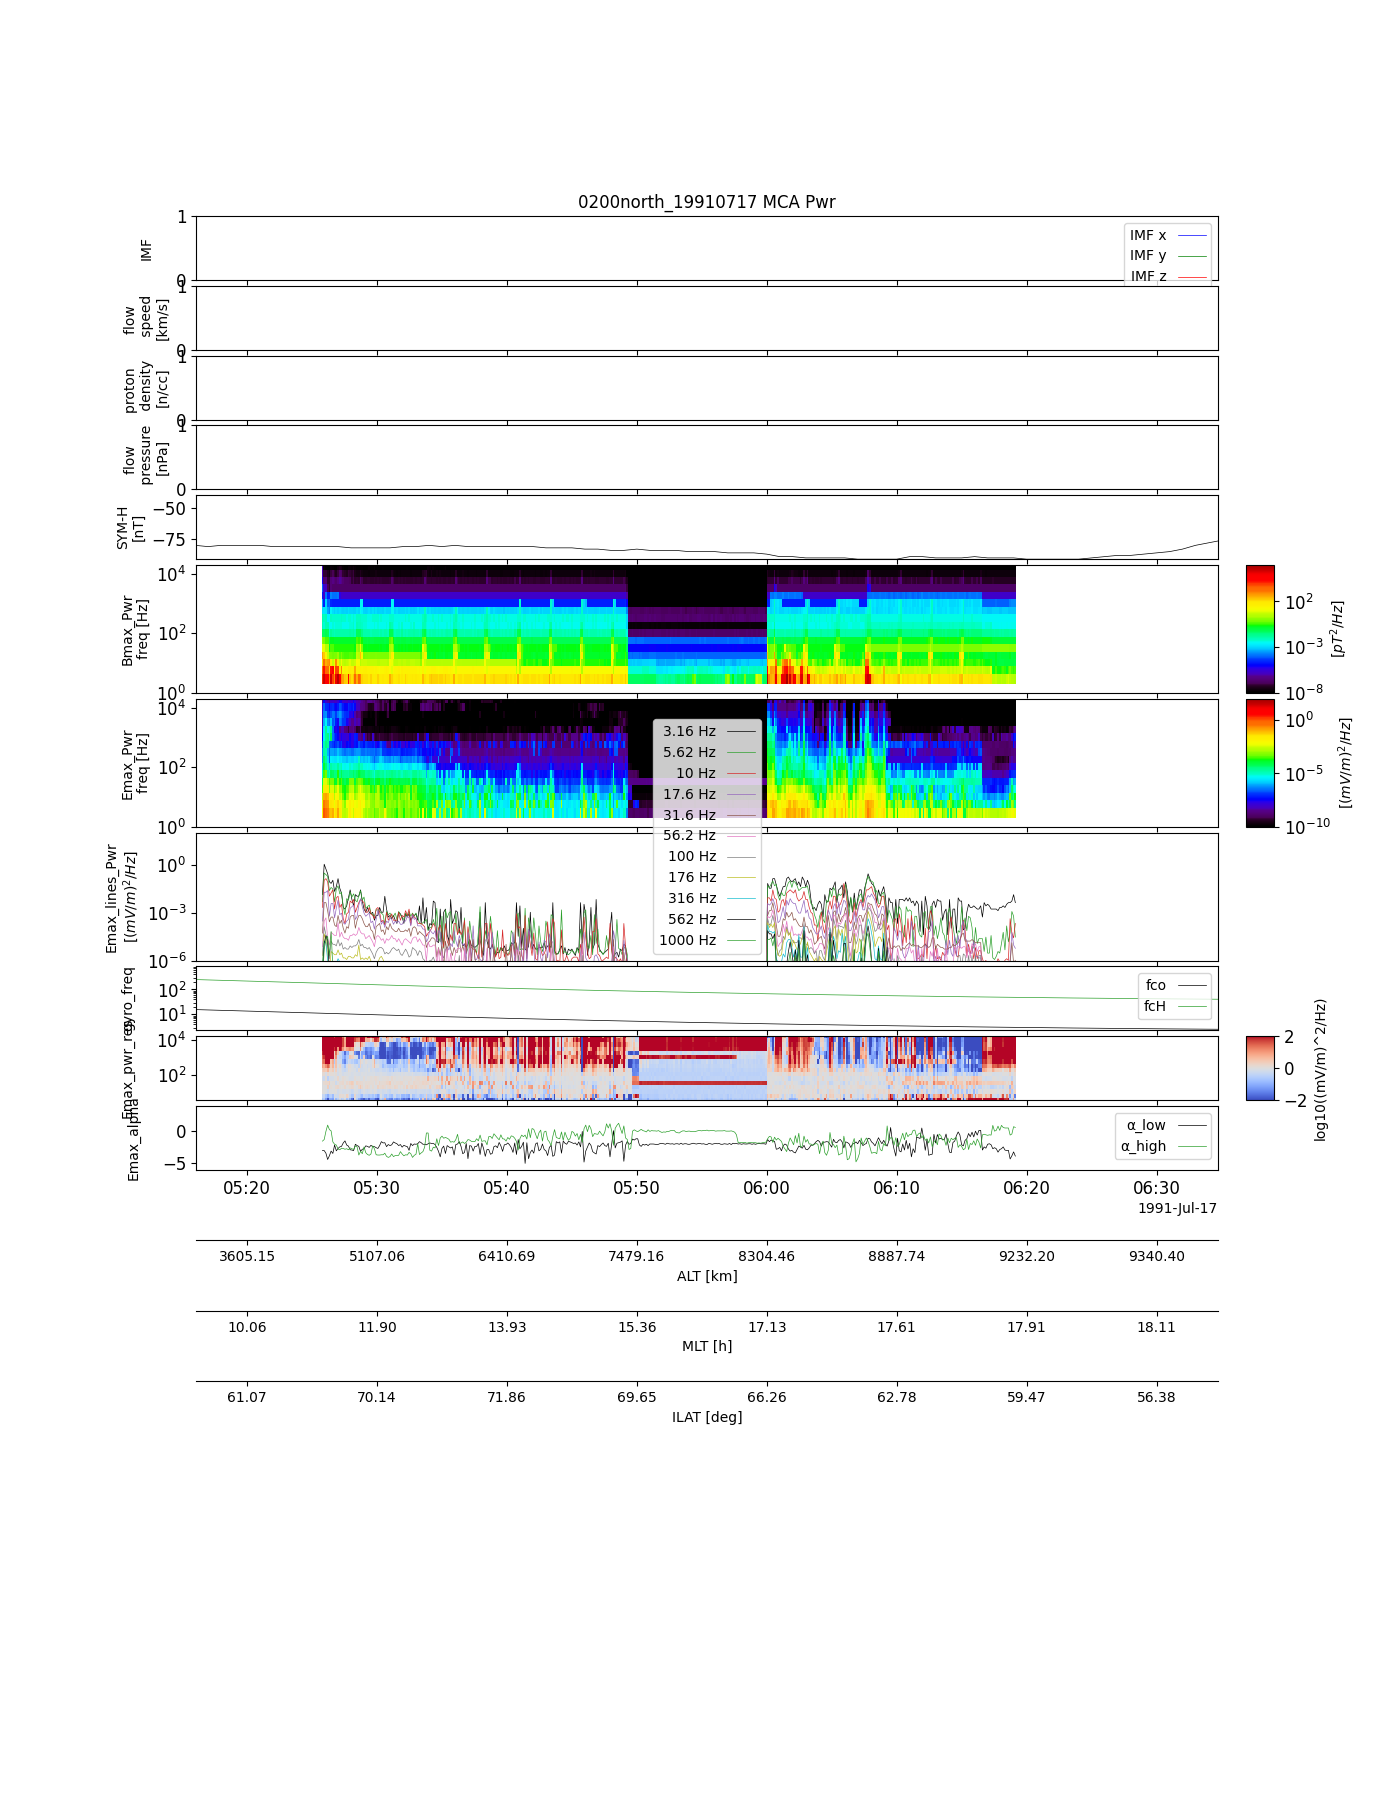 0200north_19910717 MCA Pwr
1
0
IMF
IMF x
IMF y
IMF z
1
0
flow
speed
[km/s]
1
0
proton
density
[n/cc]
1
0
flow
pressure
[nPa]
−50
−75
SYM-H
[nT]
10^4
10^2
10^0
Bmax_Pwr
freq [Hz]
10^2
10^−3
10^−8
[pT^2/Hz]
10^4
10^2
10^0
Emax_Pwr
freq [Hz]
10^0
10^−5
10^−10
[(mV/m)^2/Hz]
3.16 Hz
5.62 Hz
10 Hz
17.6 Hz
31.6 Hz
56.2 Hz
100 Hz
176 Hz
316 Hz
562 Hz
1000 Hz
10^0
10^−3
10^−6
Emax_lines_Pwr
[(mV/m)^2/Hz]
10^2
10^1
fco
fcH
10^4
10^2
2
0
−2
log10((mV/m)^2/Hz)
0
−5
Emax_alpha
α_low
α_high
05:20 05:30 05:40 05:50 06:00 06:10 06:20 06:30
1991-Jul-17
3605.15 5107.06 6410.69 7479.16 8304.46 8887.74 9232.20 9340.40
ALT [km]
10.06 11.90 13.93 15.36 17.13 17.61 17.91 18.11
MLT [h]
61.07 70.14 71.86 69.65 66.26 62.78 59.47 56.38
ILAT [deg]